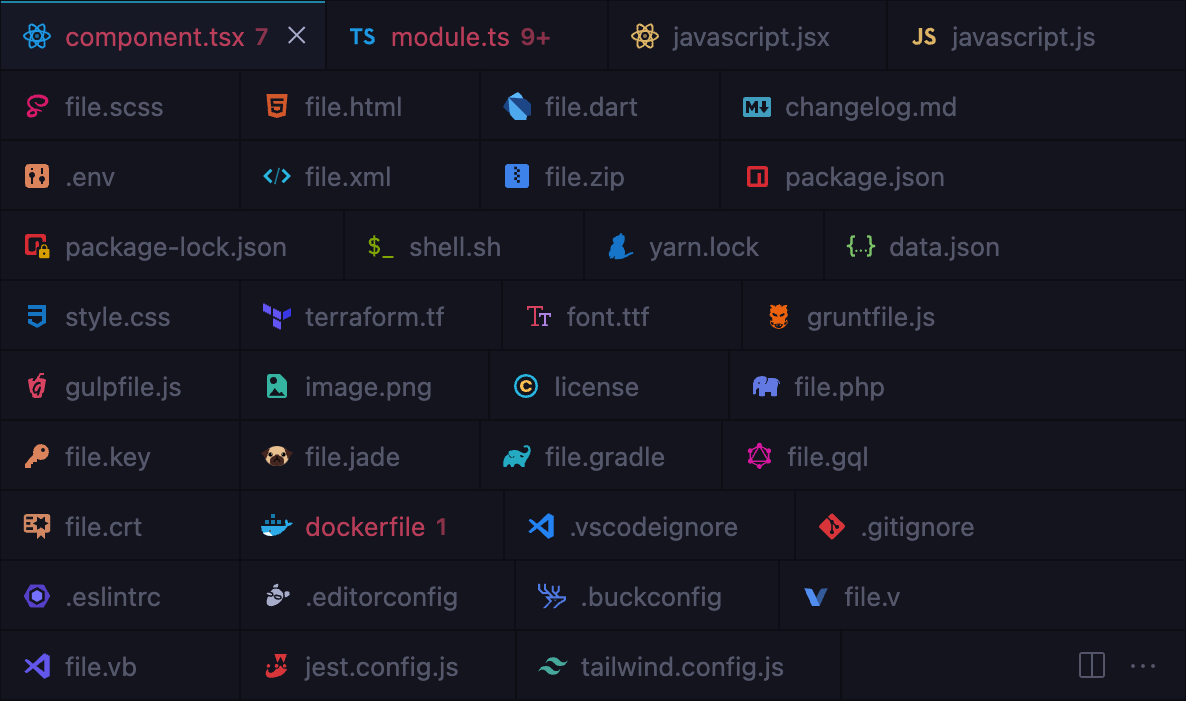 component.tsx 7 TS module.ts 9+ javascript.jsx JS javascript.js
file.scss 5 file.html file.dart M changelog.md
.env file.xml file.zip package.json
package-lock.json $_ shell.sh yarn.lock {...} data.json
style.css terraform.tf TT font.ttf gruntfile.js
gulpfile.js image.png © license file.php
file.key file.jade file.gradle file.gql
file.crt dockerfile 1 .vscodeignore .gitignore
.eslintrc .editorconfig .buckconfig file.v
file.vb jest.config.js tailwind.config.js